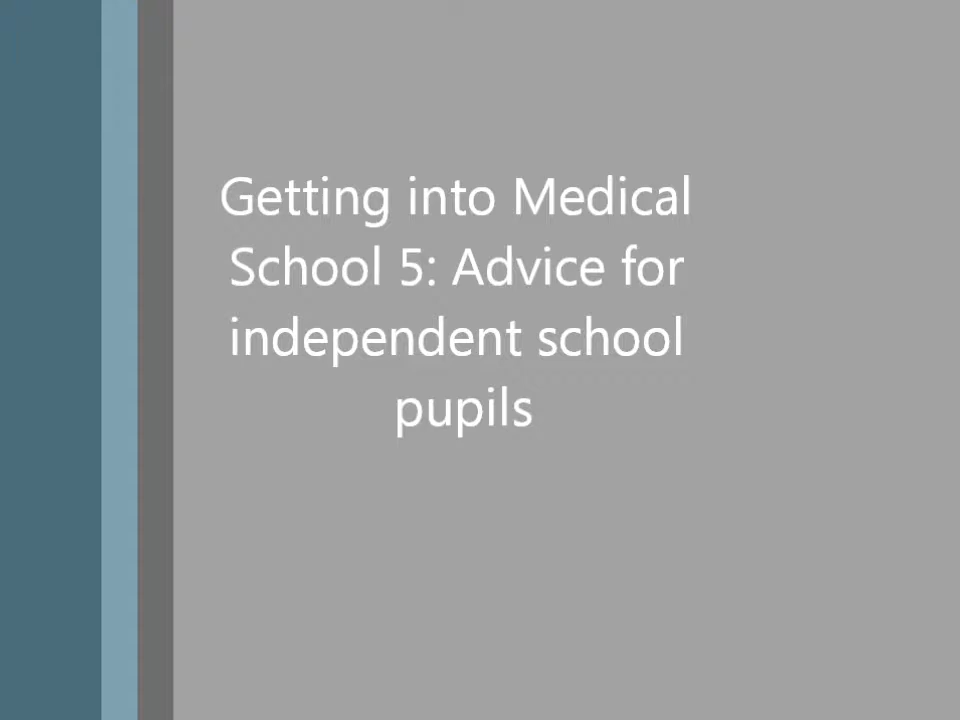 Getting into Medical
School 5: Advice for
independent school
pupils